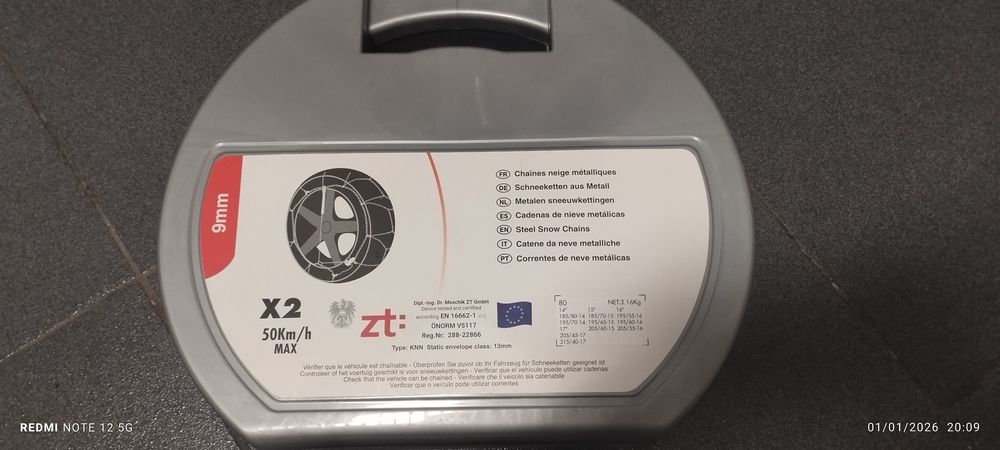 9mm
FR Chaînes neige métalliques
DE Schneeketten aus Metall
NL Metalen sneeuwkettingen
ES Cadenas de nieve metálicas
EN Steel Snow Chains
IT Catene da neve metalliche
PT Correntes de neve metálicas
X2
50Km/h
MAX
zt:
Dipl.-Ing. Dr. Moschik ZT GmbH
Device tested and certified
according EN 16662-1 and
ÖNORM V5117
Reg.Nr: 288-22866
Type: KNN Static envelope class: 13mm
80 NET:3.16Kg
14" 15" 16"
185/80-14 185/70-15 195/55-16
195/70-14 195/65-15 195/60-16
17" 205/60-15 205/55-16
205/45-17
215/40-17
Vérifier que le véhicule est chaînable - Überprüfen Sie zuvor ob Ihr Fahrzeug für Schneeketten geeignet ist
Controleer of het voertuig geschikt is voor sneeuwkettingen - Verificar que el vehículo puede utilizar cadenas
Check that the vehicle can be chained - Verificare che il veicolo sia catenabile
Verificar que o veículo pode utilizar correntes
REDMI NOTE 12 5G
01/01/2026 20:09